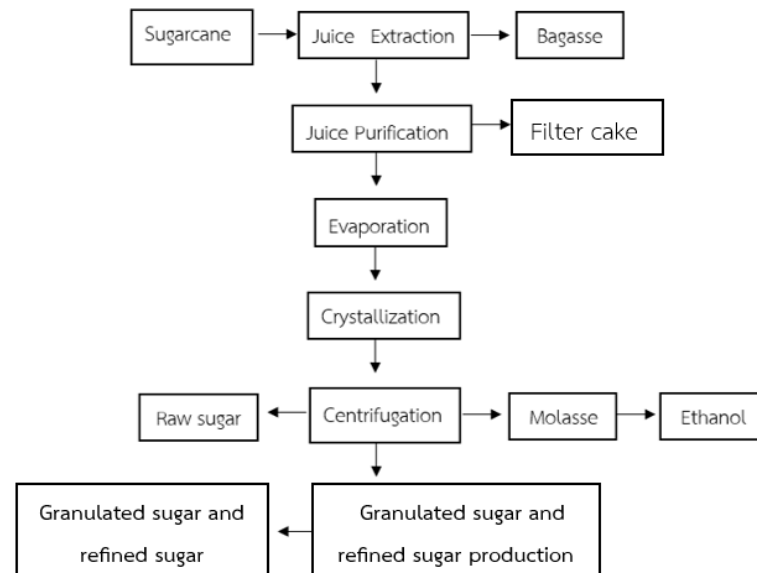 Sugarcane
Juice Extraction
Bagasse
Juice Purification
Filter cake
Evaporation
Crystallization
Raw sugar
Centrifugation
Molasse
Ethanol
Granulated sugar and
refined sugar
Granulated sugar and
refined sugar production